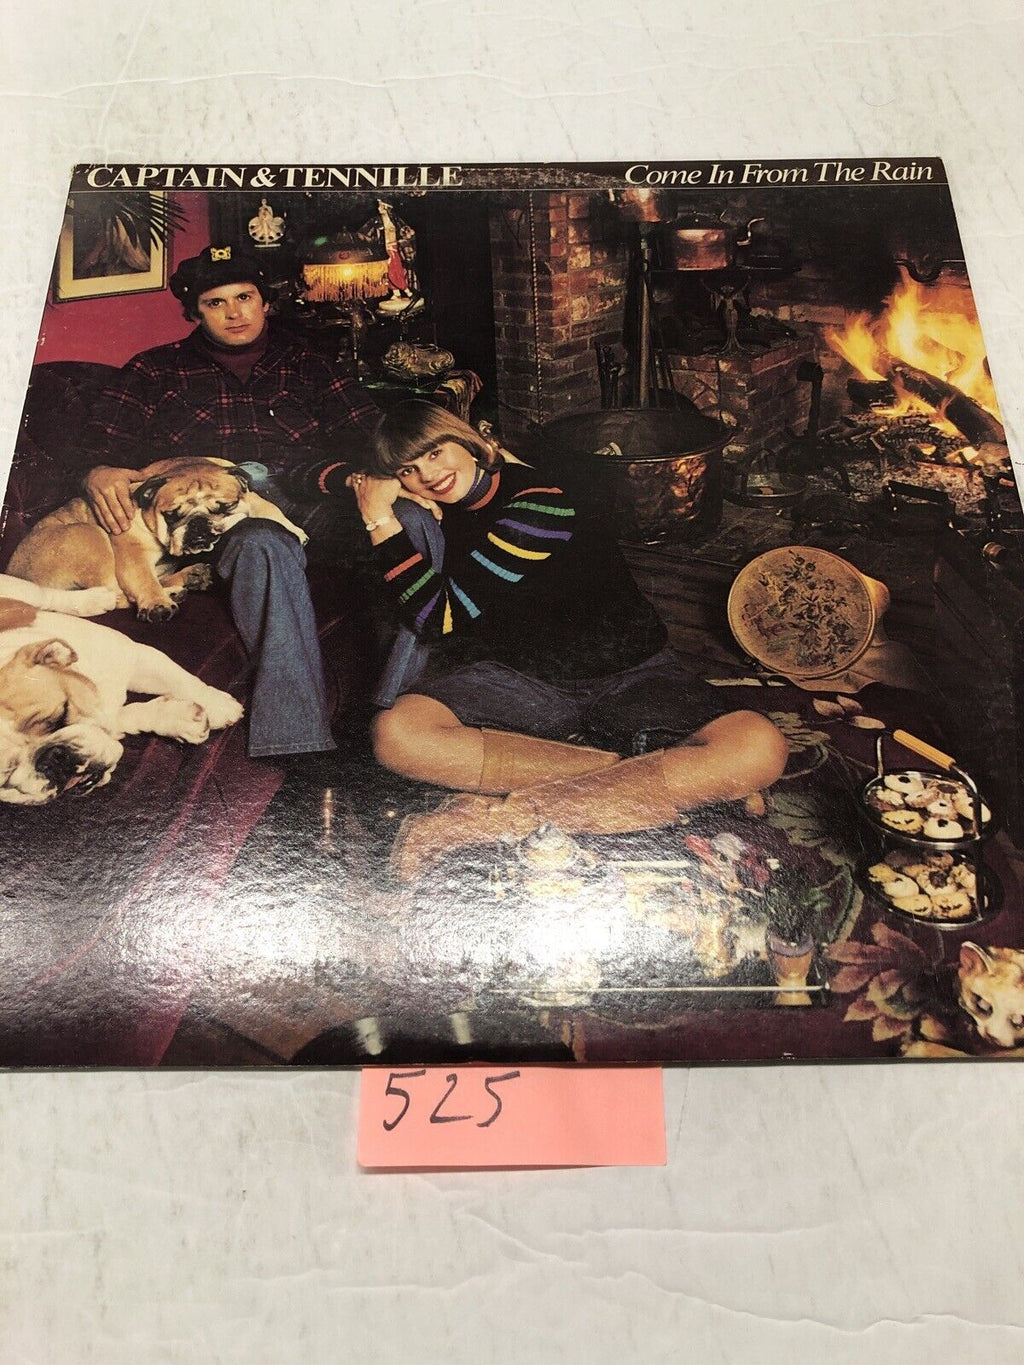 CAPTAIN & TENNILLE
Come In From The Rain
525